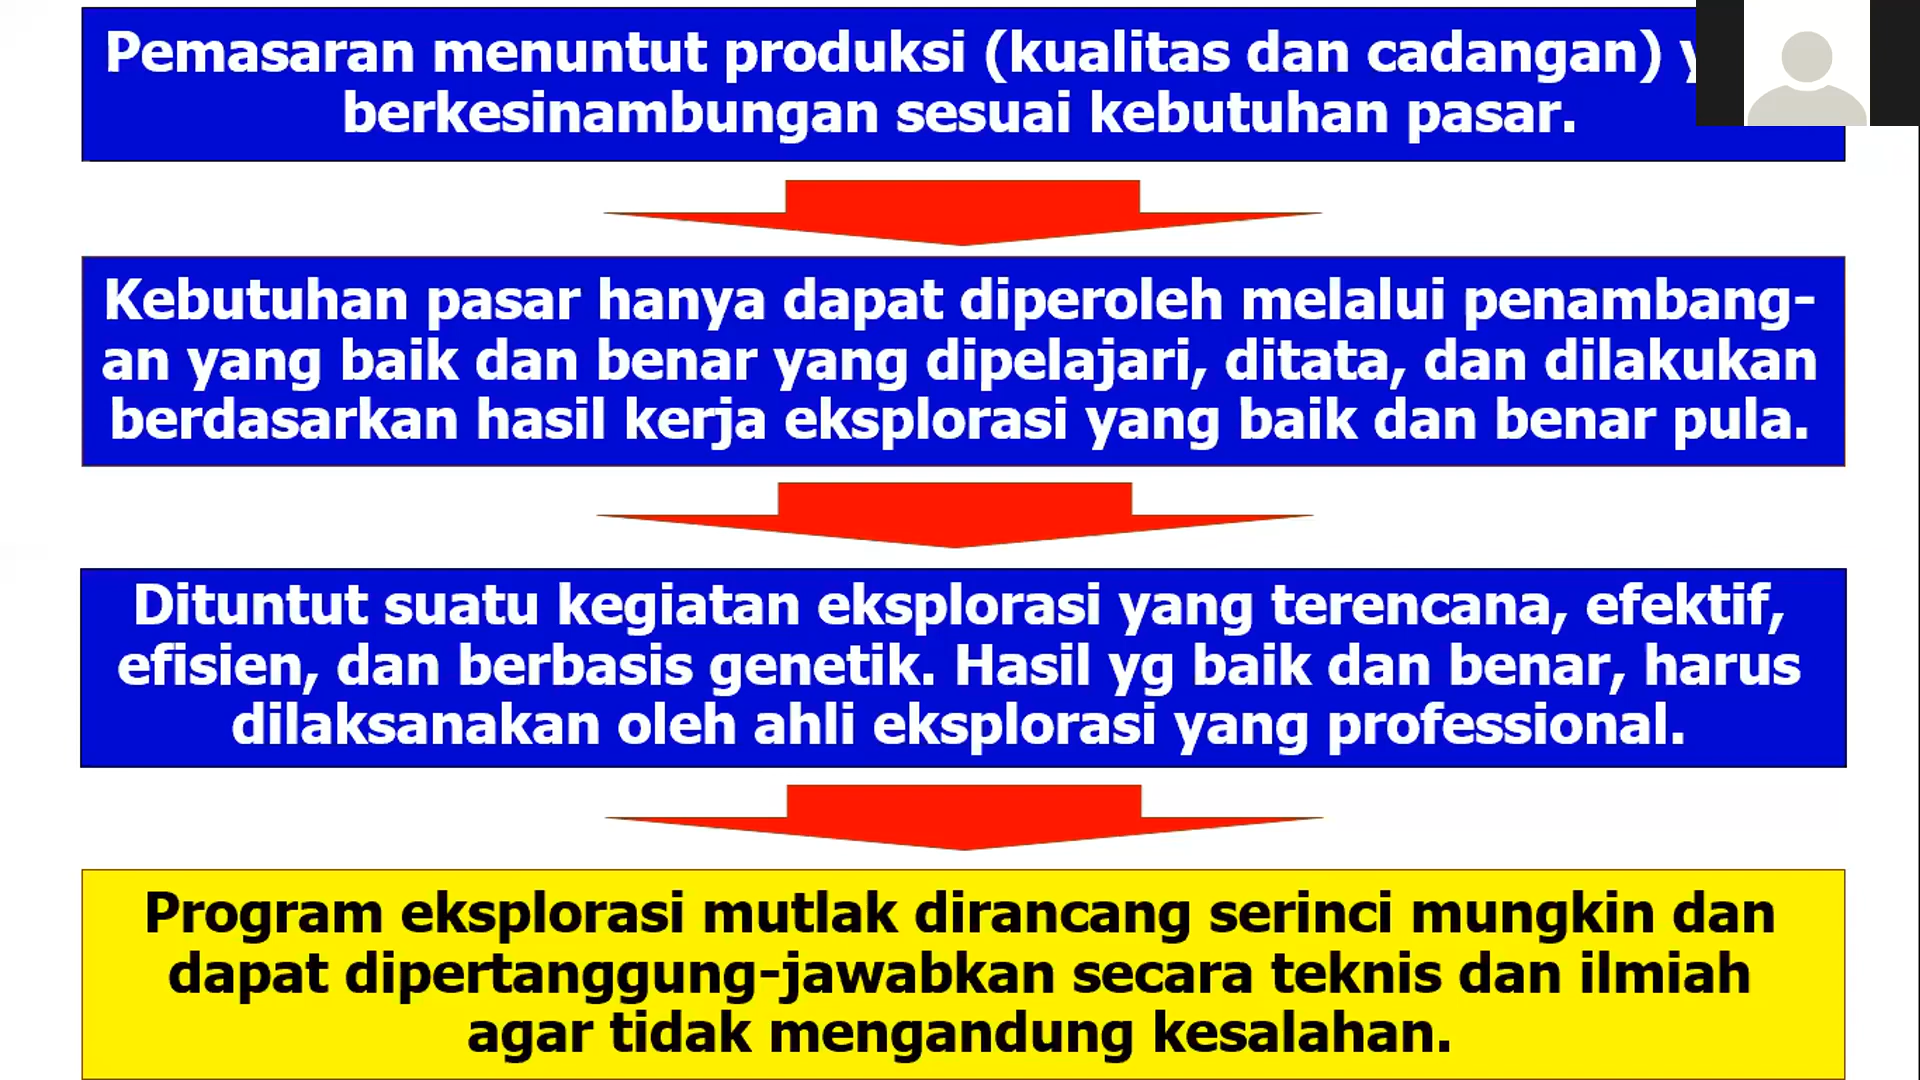 Pemasaran menuntut produksi (kualitas dan cadangan)
berkesinambungan sesuai kebutuhan pasar.
Kebutuhan pasar hanya dapat diperoleh melalui penambang-
an yang baik dan benar yang dipelajari, ditata, dan dilakukan
berdasarkan hasil kerja eksplorasi yang baik dan benar pula.
Dituntut suatu kegiatan eksplorasi yang terencana, efektif,
efisien, dan berbasis genetik. Hasil yg baik dan benar, harus
dilaksanakan oleh ahli eksplorasi yang professional.
Program eksplorasi mutlak dirancang serinci mungkin dan
dapat dipertanggung-jawabkan secara teknis dan ilmiah
agar tidak mengandung kesalahan.